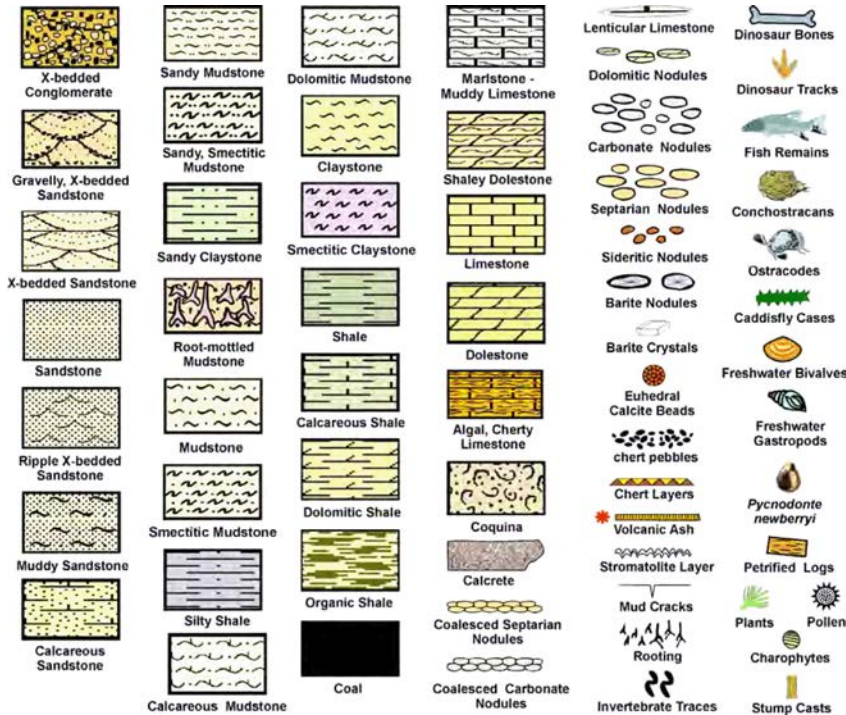 X-bedded
Conglomerate
Gravelly, X-bedded
Sandstone
X-bedded Sandstone
Sandstone
Ripple X-bedded
Sandstone
Muddy Sandstone
Calcareous
Sandstone
Sandy Mudstone
Sandy, Smectitic
Mudstone
Sandy Claystone
Root-mottled
Mudstone
Mudstone
Smectitic Mudstone
Silty Shale
Calcareous Mudstone
Dolomitic Mudstone
Claystone
Smectitic Claystone
Shale
Calcareous Shale
Dolomitic Shale
Organic Shale
Coal
Marlstone -
Muddy Limestone
Shaley Dolestone
Limestone
Dolestone
Algal, Cherty
Limestone
Coquina
Calcrete
Coalesced Septarian
Nodules
Coalesced Carbonate
Nodules
Lenticular Limestone
Dolomitic Nodules
Carbonate Nodules
Septarian Nodules
Sideritic Nodules
Barite Nodules
Barite Crystals
Euhedral
Calcite Beads
chert pebbles
Chert Layers
Volcanic Ash
Stromatolite Layer
Mud Cracks
Rooting
Invertebrate Traces
Dinosaur Bones
Dinosaur Tracks
Fish Remains
Conchostracans
Ostracodes
Caddisfly Cases
Freshwater Bivalves
Freshwater
Gastropods
Pycnodonte
newberryi
Petrified Logs
Plants
Pollen
Charophytes
Stump Casts